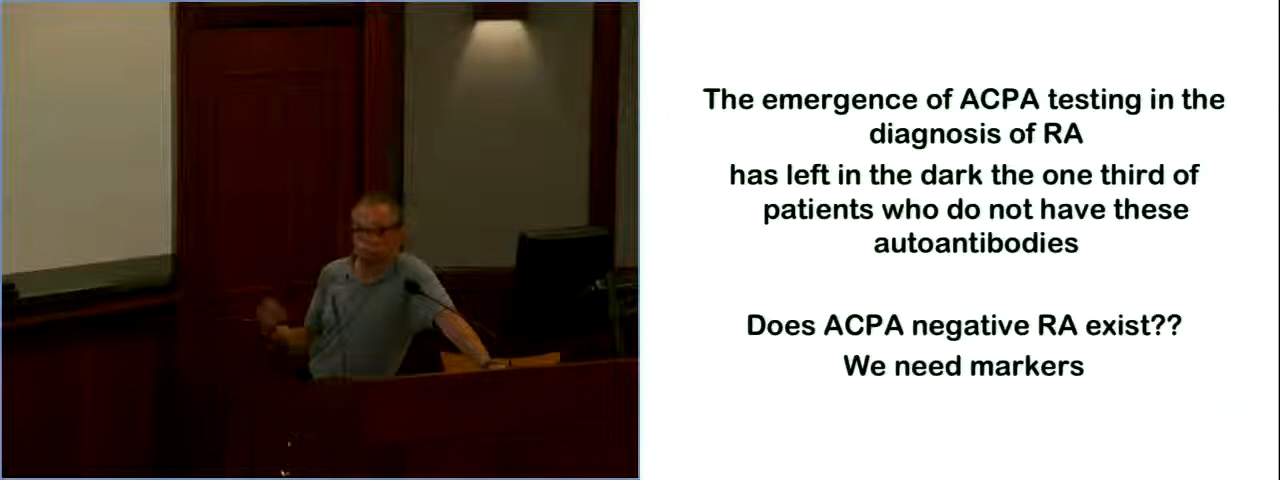 The emergence of ACPA testing in the
diagnosis of RA
has left in the dark the one third of
patients who do not have these
autoantibodies
Does ACPA negative RA exist??
We need markers